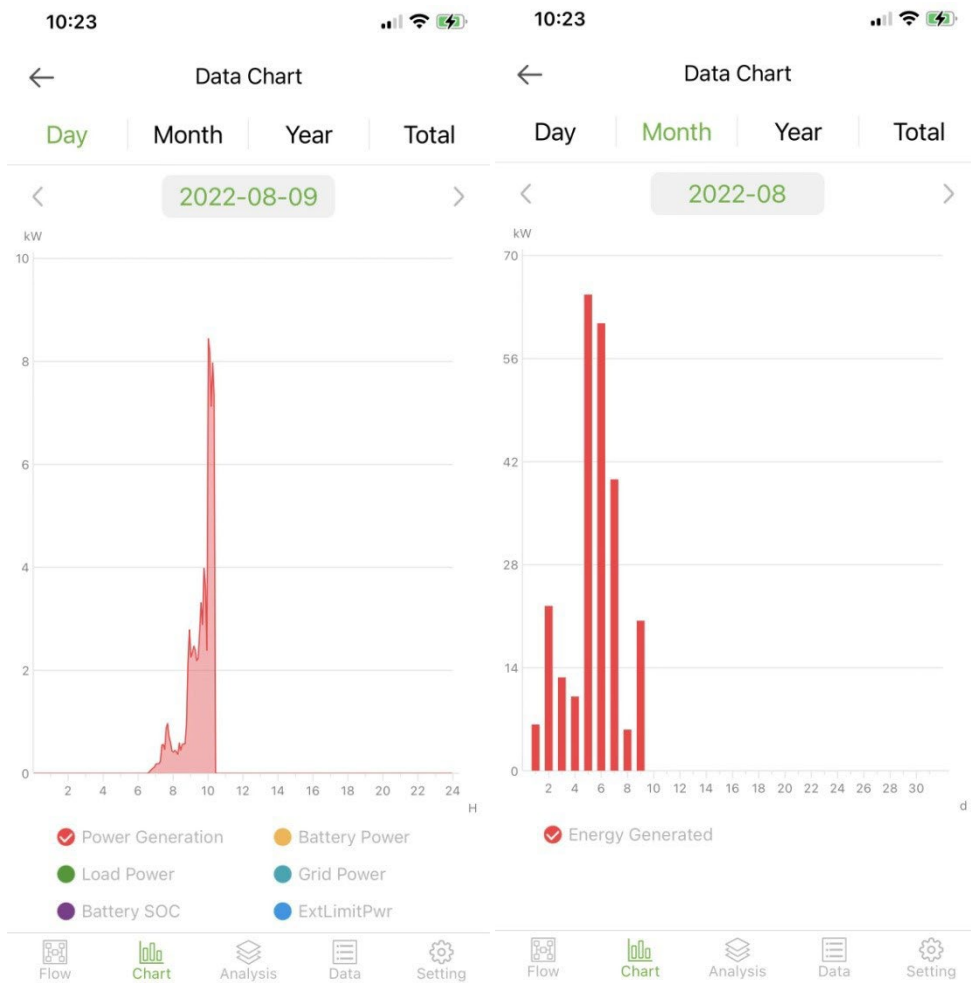 10:23
Data Chart
Day Month Year Total
2022-08-09
kW
10
8
6
4
2
0
2 4 6 8 10 12 14 16 18 20 22 24
H
Power Generation Battery Power
Load Power Grid Power
Battery SOC ExtLimitPwr
Flow Chart Analysis Data Setting
10:23
Data Chart
Day Month Year Total
2022-08
kW
70
56
42
28
14
0
2 4 6 8 10 12 14 16 18 20 22 24 26 28 30
d
Energy Generated
Flow Chart Analysis Data Setting